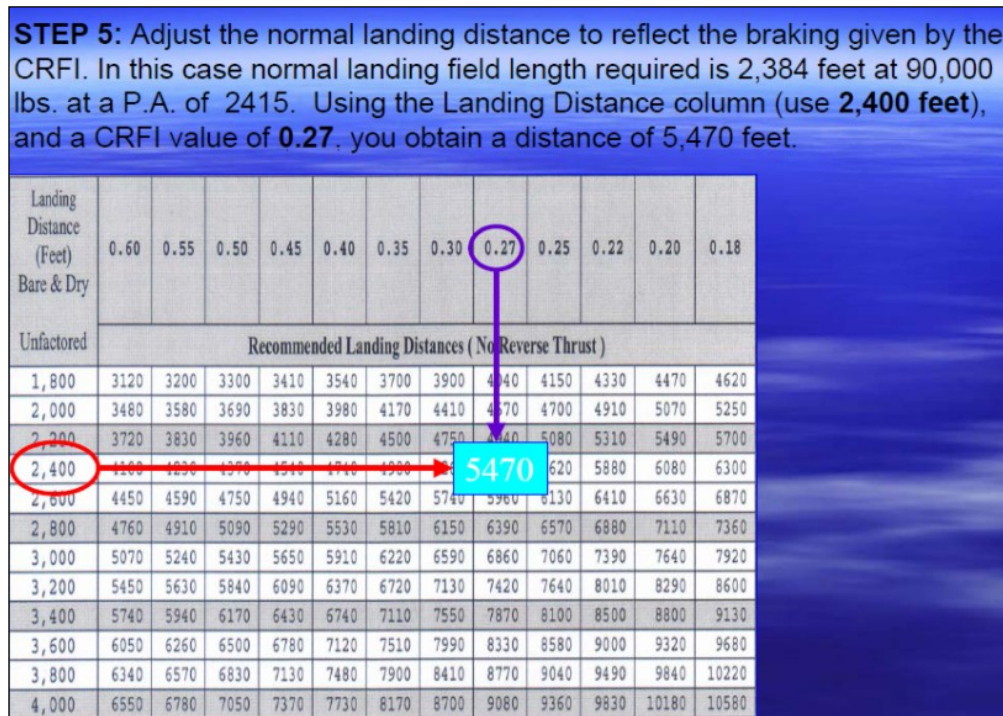 STEP 5: Adjust the normal landing distance to reflect the braking given by the
CRFI. In this case normal landing field length required is 2,384 feet at 90,000
lbs. at a P.A. of 2415. Using the Landing Distance column (use 2,400 feet),
and a CRFI value of 0.27, you obtain a distance of 5,470 feet.
Landing
Distance
(Feet)
Bare & Dry
0.60 0.55 0.50 0.45 0.40 0.35 0.30 0.27 0.25 0.22 0.20 0.18
Unfactored
Recommended Landing Distances ( No Reverse Thrust )
1,800 3120 3200 3300 3410 3540 3700 3900 4040 4150 4330 4470 4620
2,000 3480 3580 3690 3830 3980 4170 4410 4570 4700 4910 5070 5250
2,200 3720 3830 3960 4110 4280 4500 4750 5080 5310 5490 5700
2,400 5470 5880 6080 6300
2,600 4450 4590 4750 4940 5160 5420 5740 5960 6130 6410 6630 6870
2,800 4760 4910 5090 5290 5530 5810 6150 6390 6570 6880 7110 7360
3,000 5070 5240 5430 5650 5910 6220 6590 6860 7060 7390 7640 7920
3,200 5450 5630 5840 6090 6370 6720 7130 7420 7640 8010 8290 8600
3,400 5740 5940 6170 6430 6740 7110 7550 7870 8100 8500 8800 9130
3,600 6050 6260 6500 6780 7120 7510 7990 8330 8580 9000 9320 9680
3,800 6340 6570 6830 7130 7480 7900 8410 8770 9040 9490 9840 10220
4,000 6550 6780 7050 7370 7730 8170 8700 9080 9360 9830 10180 10580